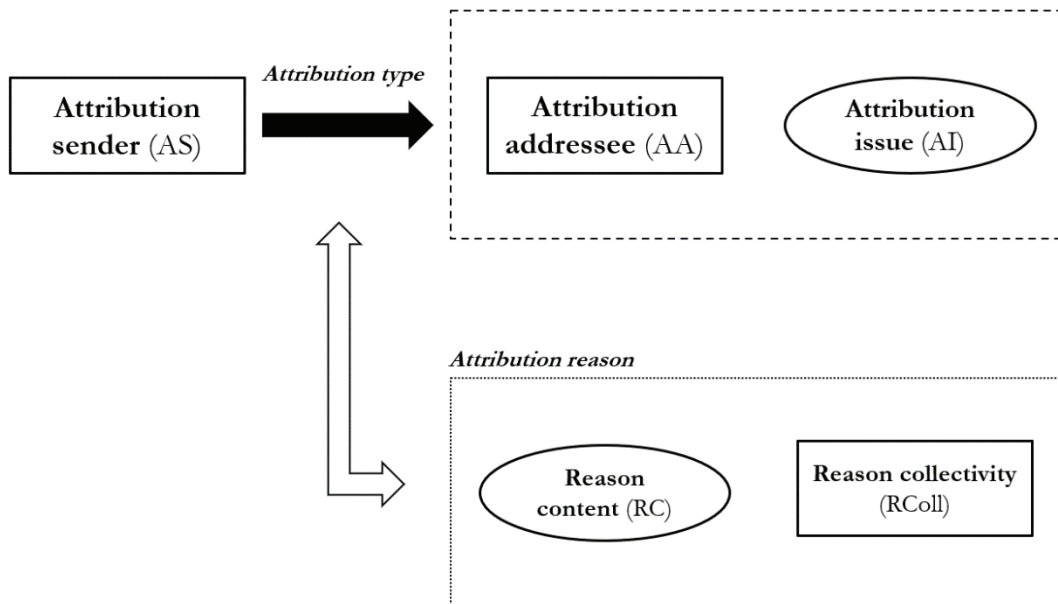 Attribution
sender (AS)
Attribution type
Attribution
addressee (AA)
Attribution
issue (AI)
Attribution reason
Reason
content (RC)
Reason collectivity
(RColl)